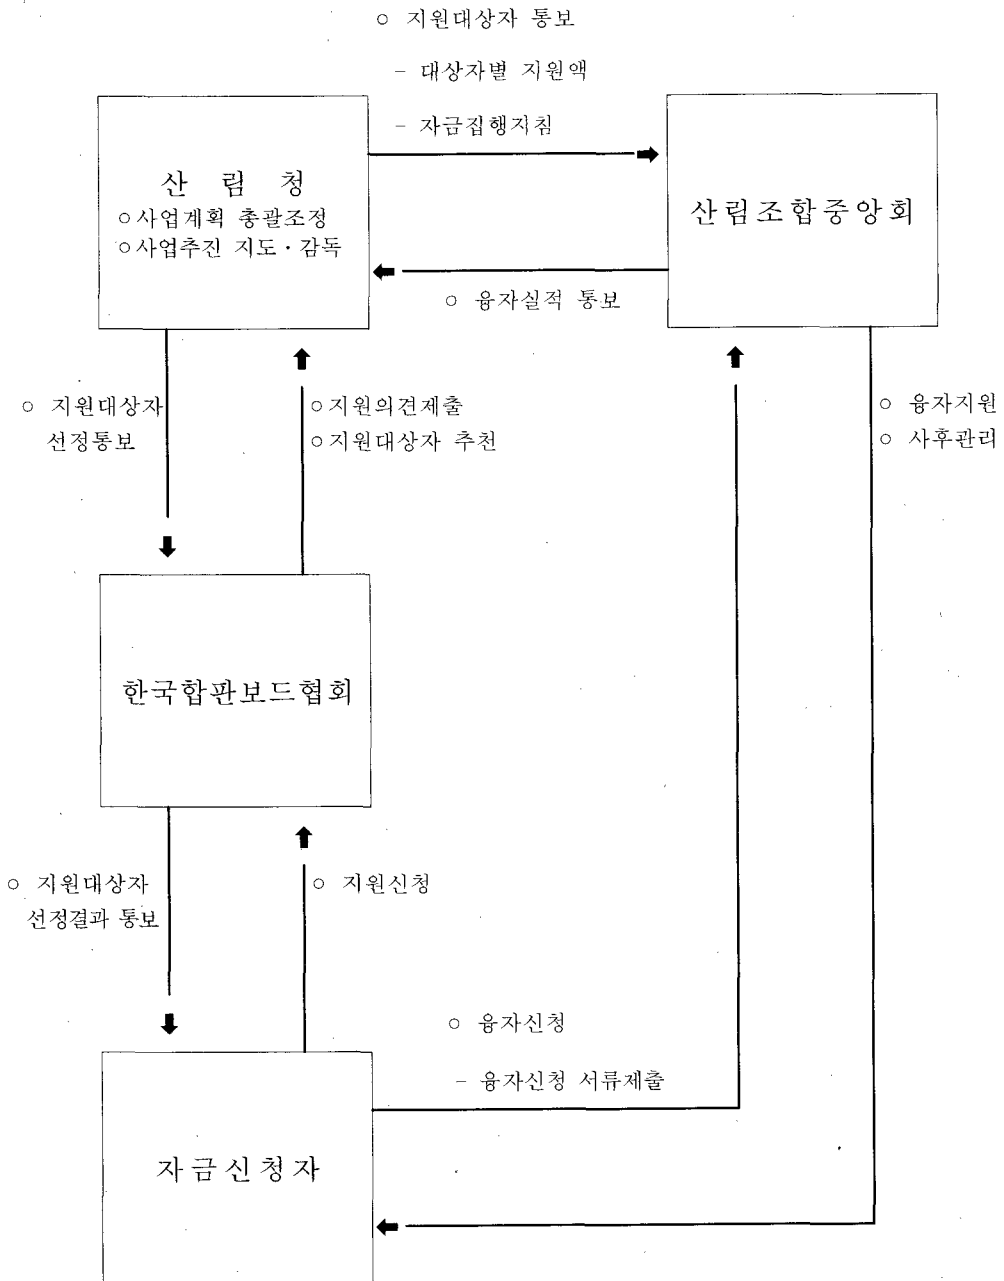 ○ 지원대상자 통보
- 대상자별 지원액
- 자금집행지침
산 림 청
○사업계획 총괄조정
○사업추진 지도·감독
산림조합중앙회
○ 융자실적 통보
○ 지원대상자
선정통보
○지원의견제출
○지원대상자 추천
○ 융자지원
○ 사후관리
한국합판보드협회
○ 지원대상자
선정결과 통보
○ 지원신청
○ 융자신청
- 융자신청 서류제출
자금신청자